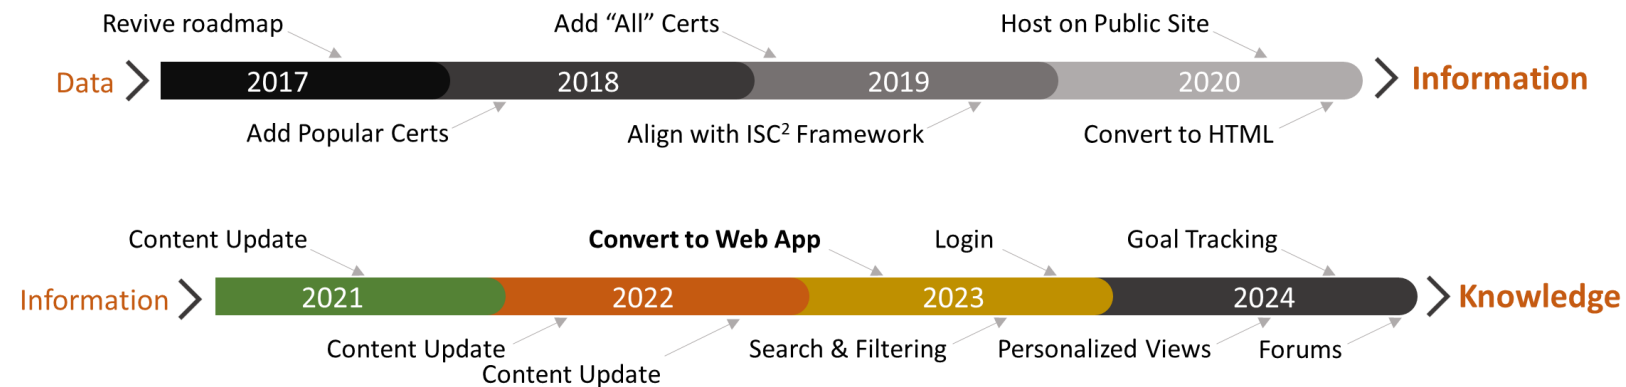 Revive roadmap
Add “All” Certs
Host on Public Site
Data
2017
2018
2019
2020
Information
Add Popular Certs
Align with ISC² Framework
Convert to HTML
Content Update
Convert to Web App
Login
Goal Tracking
Information
2021
2022
2023
2024
Knowledge
Content Update
Search & Filtering
Personalized Views
Forums
Content Update